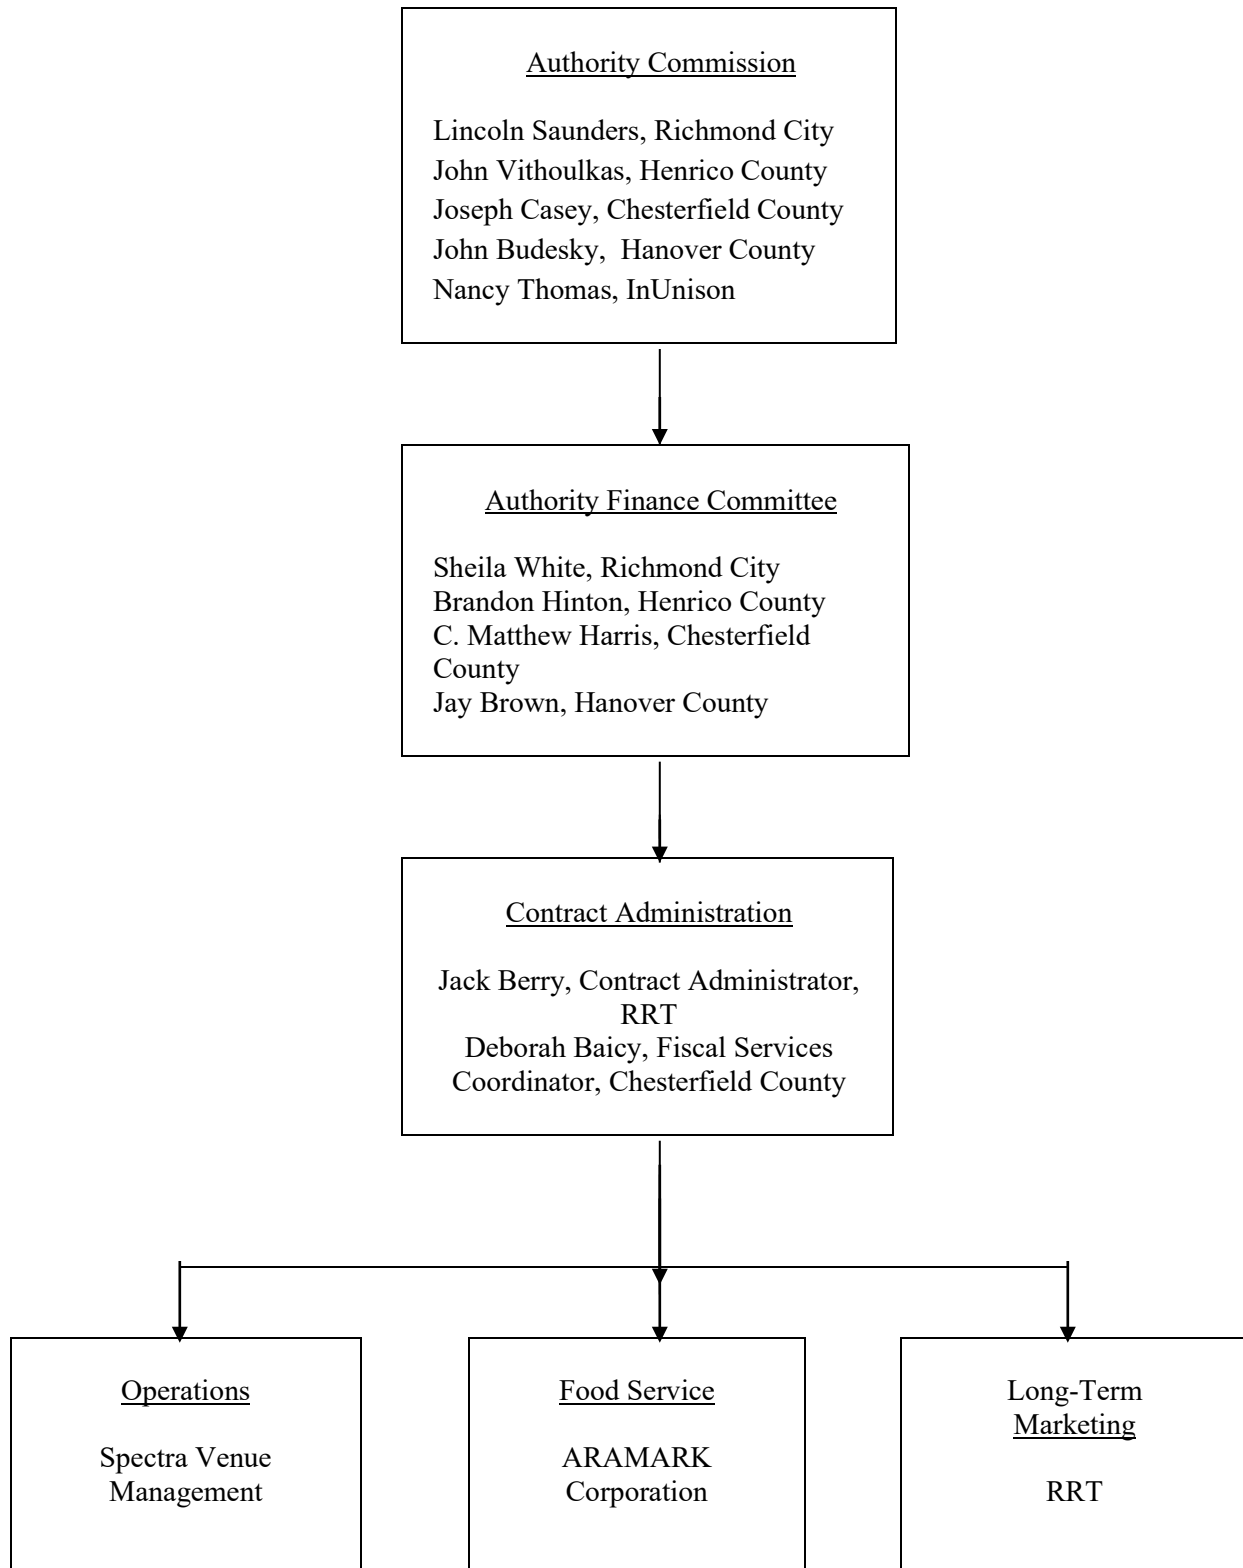 Authority Commission
Lincoln Saunders, Richmond City
John Vithoulkas, Henrico County
Joseph Casey, Chesterfield County
John Budesky,  Hanover County
Nancy Thomas, InUnison
Authority Finance Committee
Sheila White, Richmond City
Brandon Hinton, Henrico County
C. Matthew Harris, Chesterfield
County
Jay Brown, Hanover County
Contract Administration
Jack Berry, Contract Administrator,
RRT
Deborah Baicy, Fiscal Services
Coordinator, Chesterfield County
Operations
Spectra Venue
Management
Food Service
ARAMARK
Corporation
Long-Term
Marketing
RRT